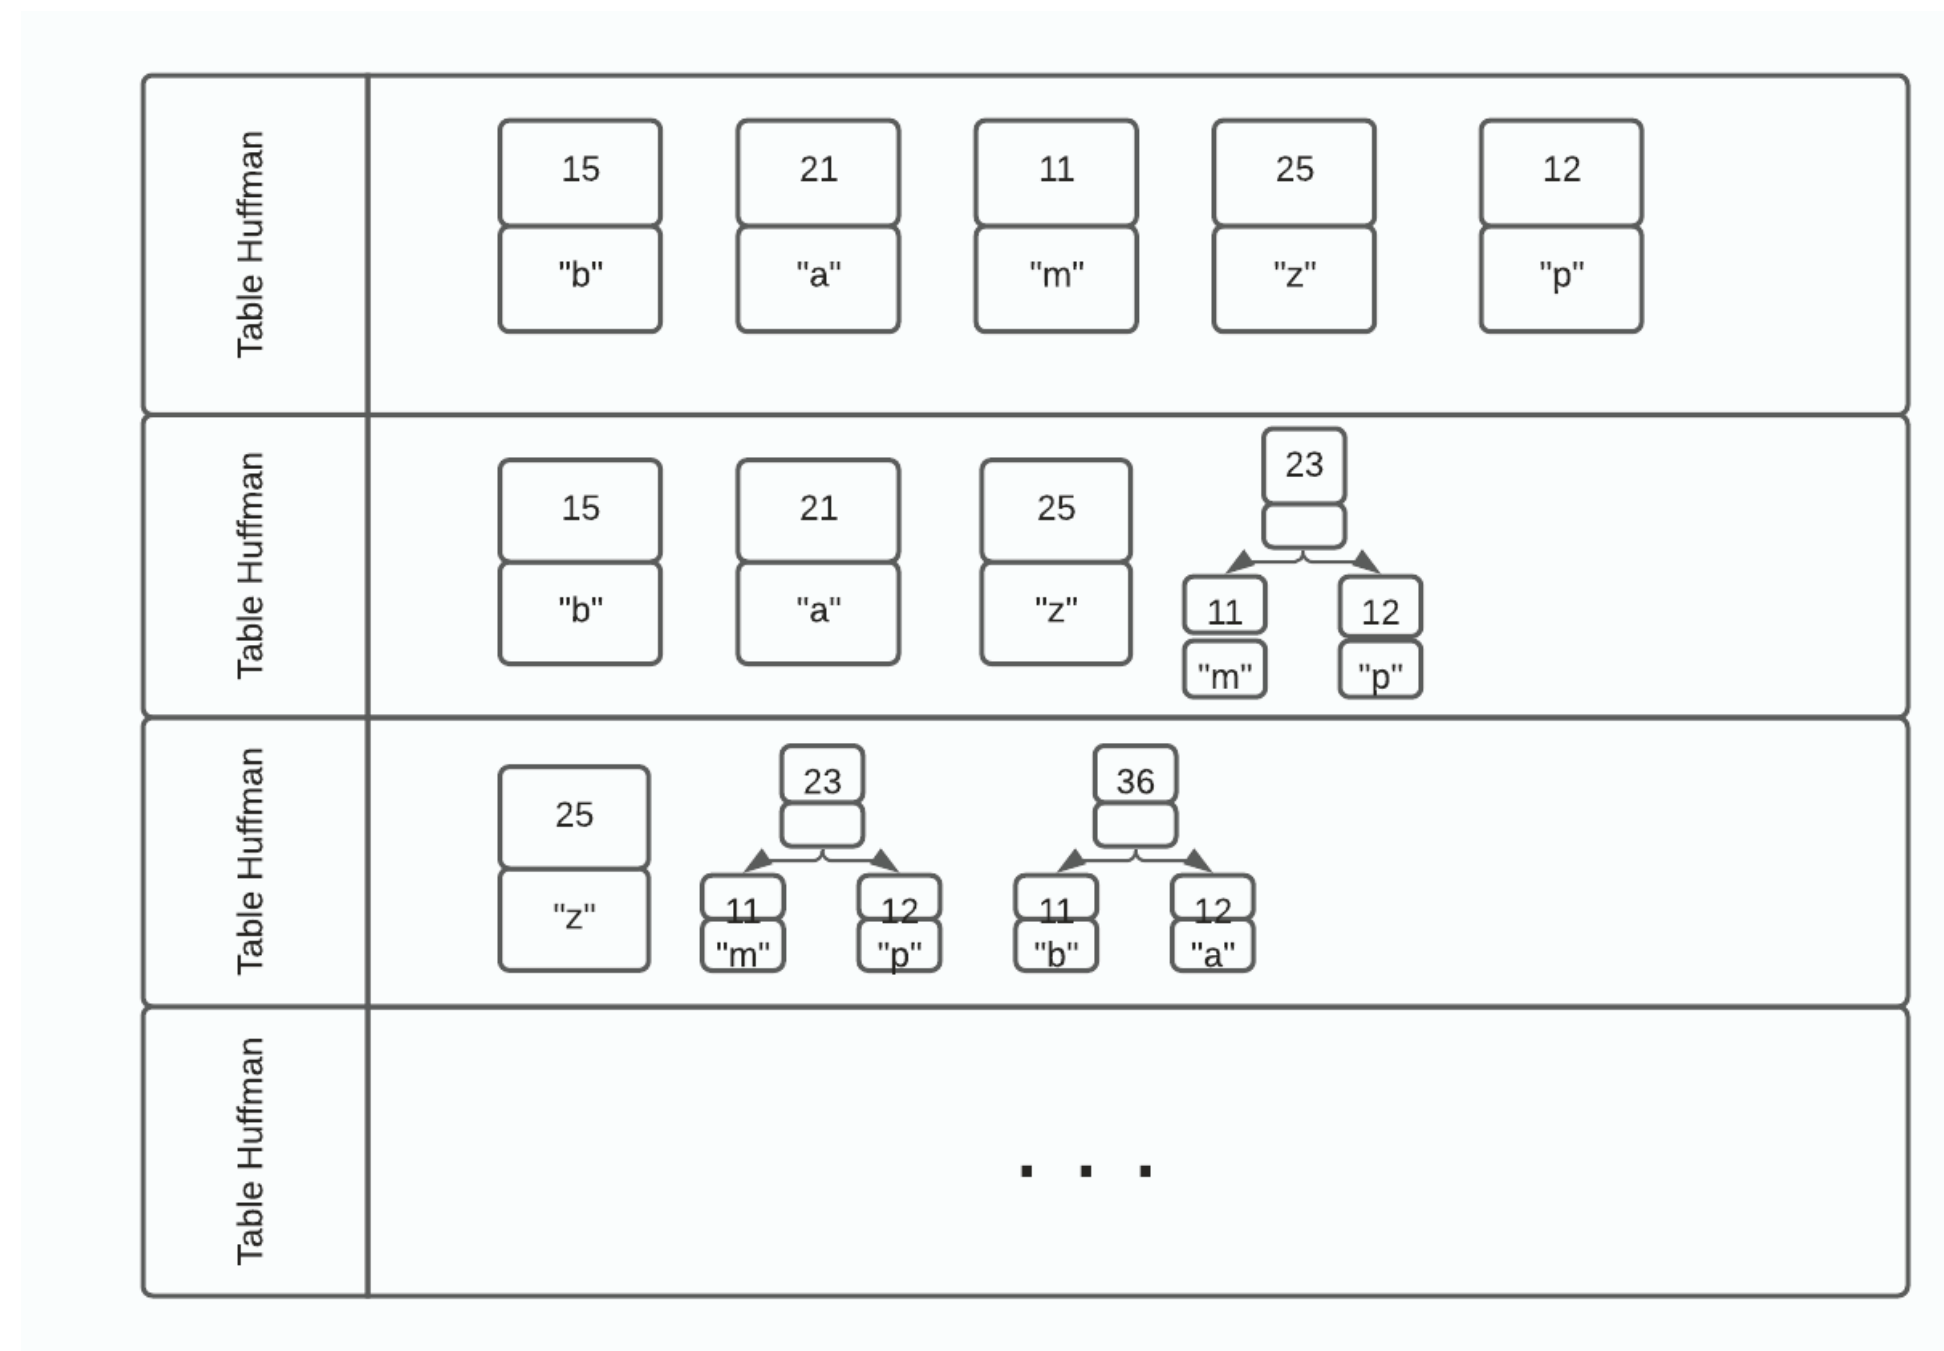 Table Huffman
15 21 11 25 12
"b" "a" "m" "z" "p"
Table Huffman
23
15 21 25
"b" "a" "z"
11 12
"m" "p"
Table Huffman
23 36
25
"z"
11 12 11 12
"m" "p" "b" "a"
Table Huffman
. . .